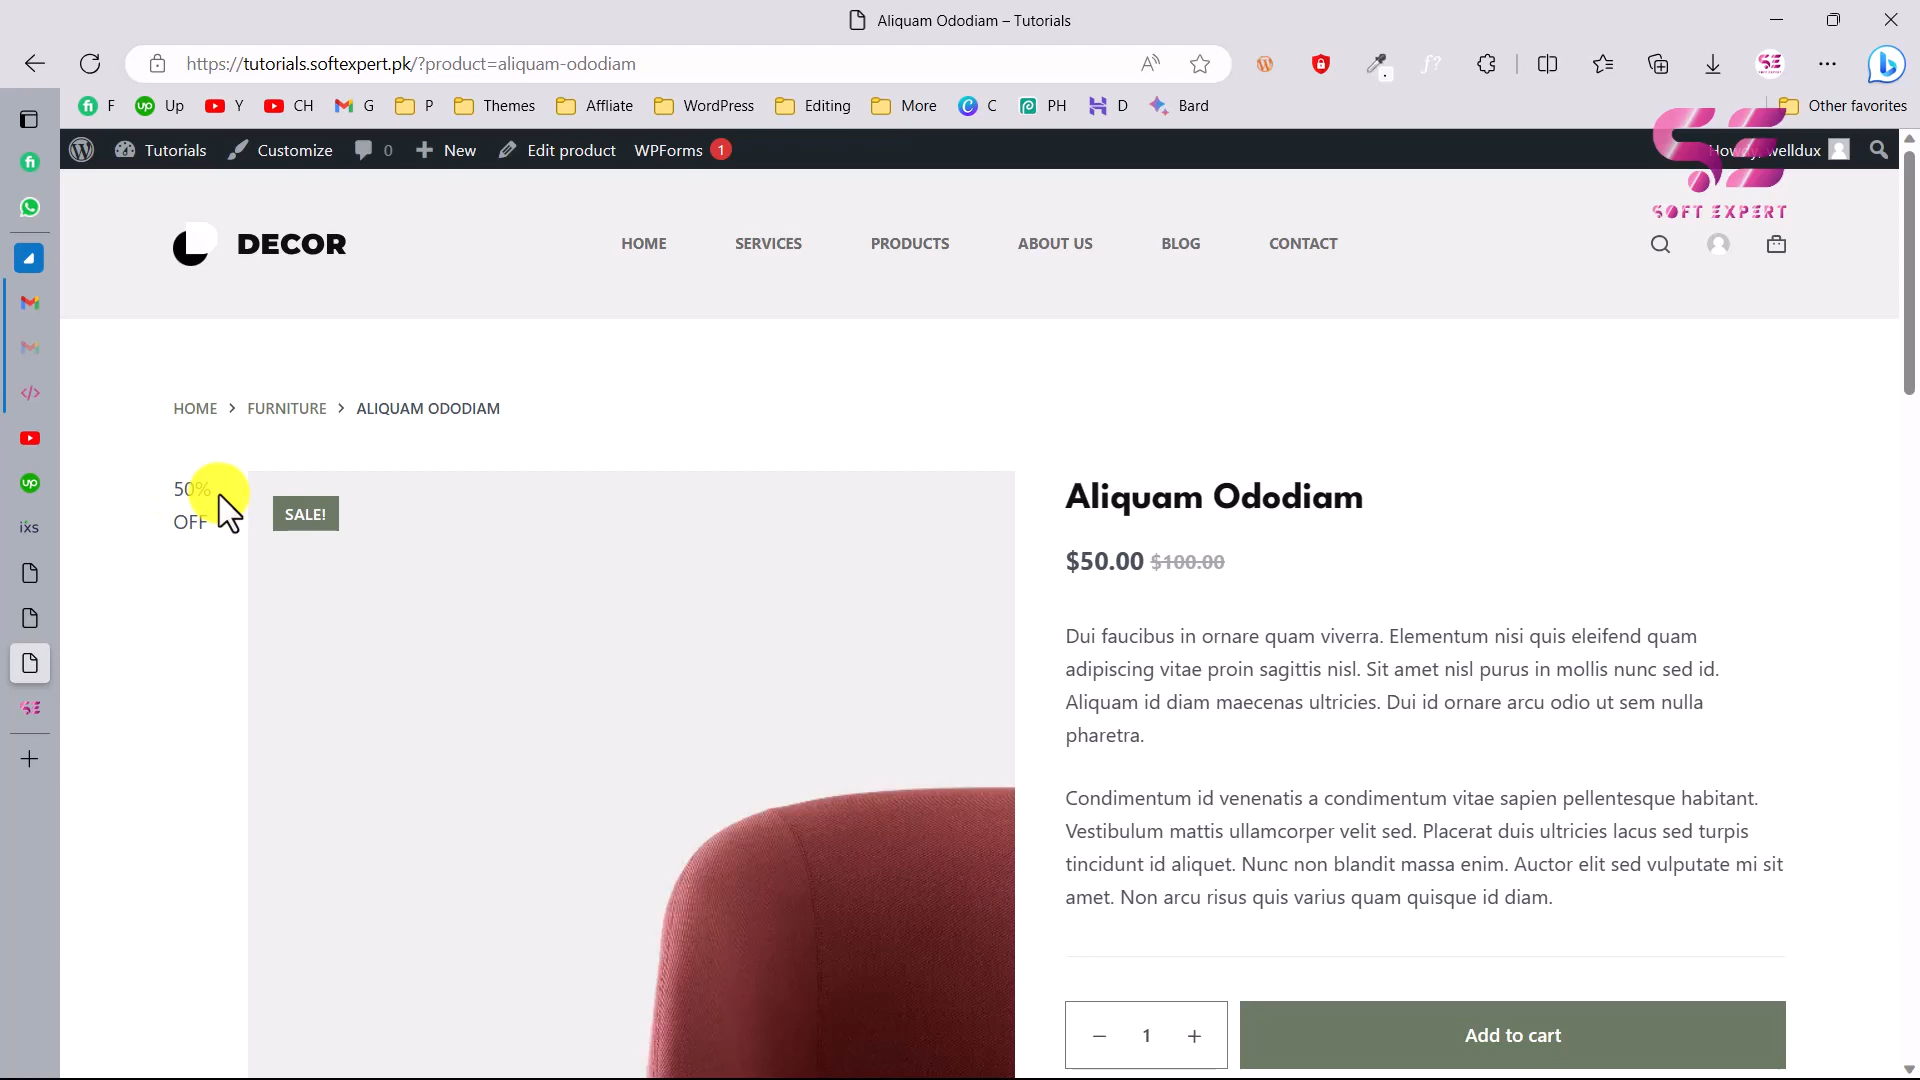 Aliquam Ododiam – Tutorials
https://tutorials.softexpert.pk/?product=aliquam-ododiam
F Up Y CH G P Themes Affliate WordPress Editing More C PH D Bard Other favorites
Tutorials Customize 0 New Edit product WPForms 1 Howdy, welldux
SOFT EXPERT
DECOR HOME SERVICES PRODUCTS ABOUT US BLOG CONTACT
HOME > FURNITURE > ALIQUAM ODODIAM
50%
OFF
SALE!
Aliquam Ododiam
$50.00 $100.00
Dui faucibus in ornare quam viverra. Elementum nisi quis eleifend quam
adipiscing vitae proin sagittis nisl. Sit amet nisl purus in mollis nunc sed id.
Aliquam id diam maecenas ultricies. Dui id ornare arcu odio ut sem nulla
pharetra.
Condimentum id venenatis a condimentum vitae sapien pellentesque habitant.
Vestibulum mattis ullamcorper velit sed. Placerat duis ultricies lacus sed turpis
tincidunt id aliquet. Nunc non blandit massa enim. Auctor elit sed vulputate mi sit
amet. Non arcu risus quis varius quam quisque id diam.
− 1 + Add to cart